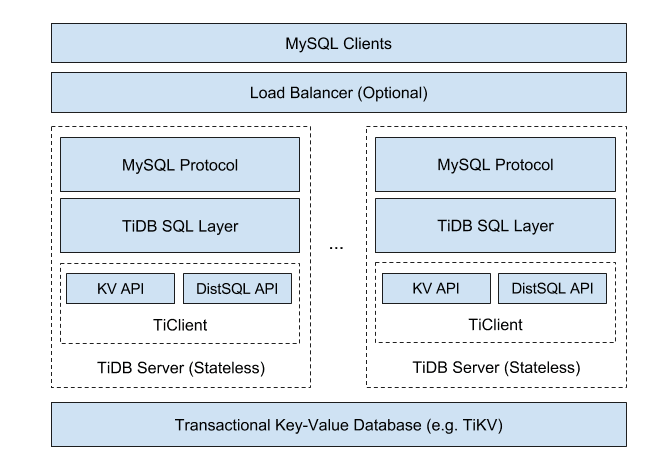 MySQL Clients
Load Balancer (Optional)
MySQL Protocol
TiDB SQL Layer
KV API
DistSQL API
TiClient
TiDB Server (Stateless)
...
MySQL Protocol
TiDB SQL Layer
KV API
DistSQL API
TiClient
TiDB Server (Stateless)
Transactional Key-Value Database (e.g. TiKV)